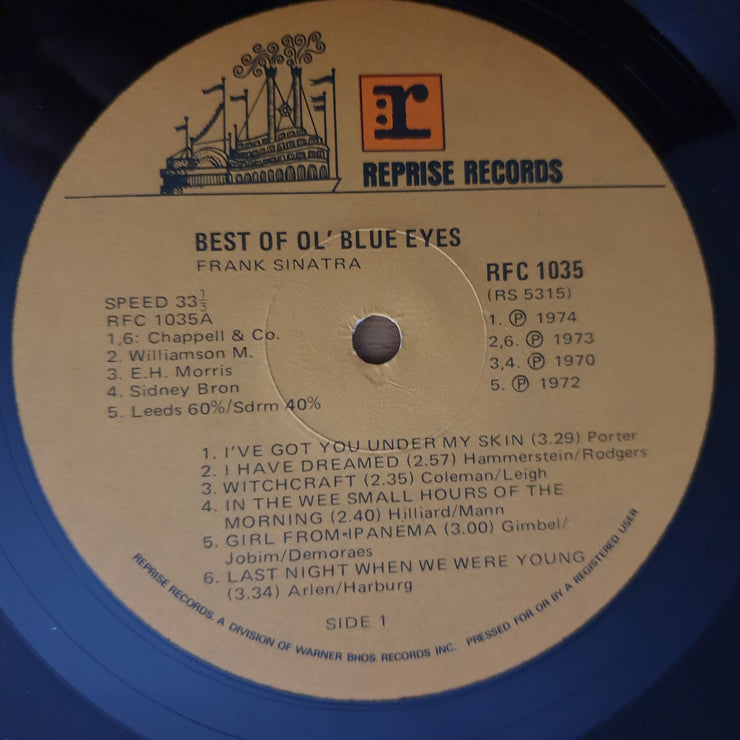 r
REPRISE RECORDS
BEST OF OL' BLUE EYES
FRANK SINATRA
RFC 1035
(RS 5315)
SPEED 33⅓
RFC 1035A
1,6: Chappell & Co.
2. Williamson M.
3. E.H. Morris
4. Sidney Bron
5. Leeds 60%/Sdrm 40%
1. Ⓟ 1974
2,6. Ⓟ 1973
3,4. Ⓟ 1970
5. Ⓟ 1972
1. I'VE GOT YOU UNDER MY SKIN (3.29) Porter
2. I HAVE DREAMED (2.57) Hammerstein/Rodgers
3. WITCHCRAFT (2.35) Coleman/Leigh
4. IN THE WEE SMALL HOURS OF THE
MORNING (2.40) Hilliard/Mann
5. GIRL FROM-IPANEMA (3.00) Gimbel/
Jobim/Demoraes
6. LAST NIGHT WHEN WE WERE YOUNG
(3.34) Arlen/Harburg
SIDE 1
REPRISE RECORDS, A DIVISION OF WARNER BROS. RECORDS INC. PRESSED FOR OR BY A REGISTERED USER